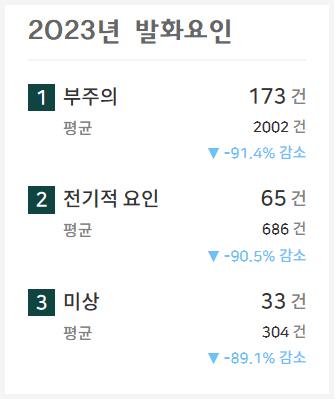 2023년 발화요인
1 부주의 173 건
평균 2002 건
▼ -91.4% 감소
2 전기적 요인 65 건
평균 686 건
▼ -90.5% 감소
3 미상 33 건
평균 304 건
▼ -89.1% 감소